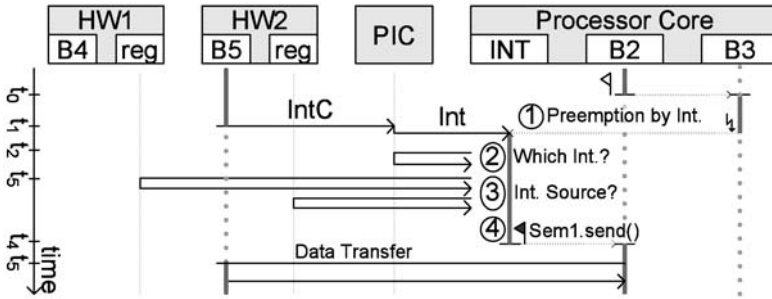 HW1 HW2 PIC Processor Core
B4 reg B5 reg INT B2 B3
t0
t1 IntC Int ① Preemption by Int.
t2 ② Which Int.?
t5 ③ Int. Source?
④ Sem1.send()
t4
t5 Data Transfer
time